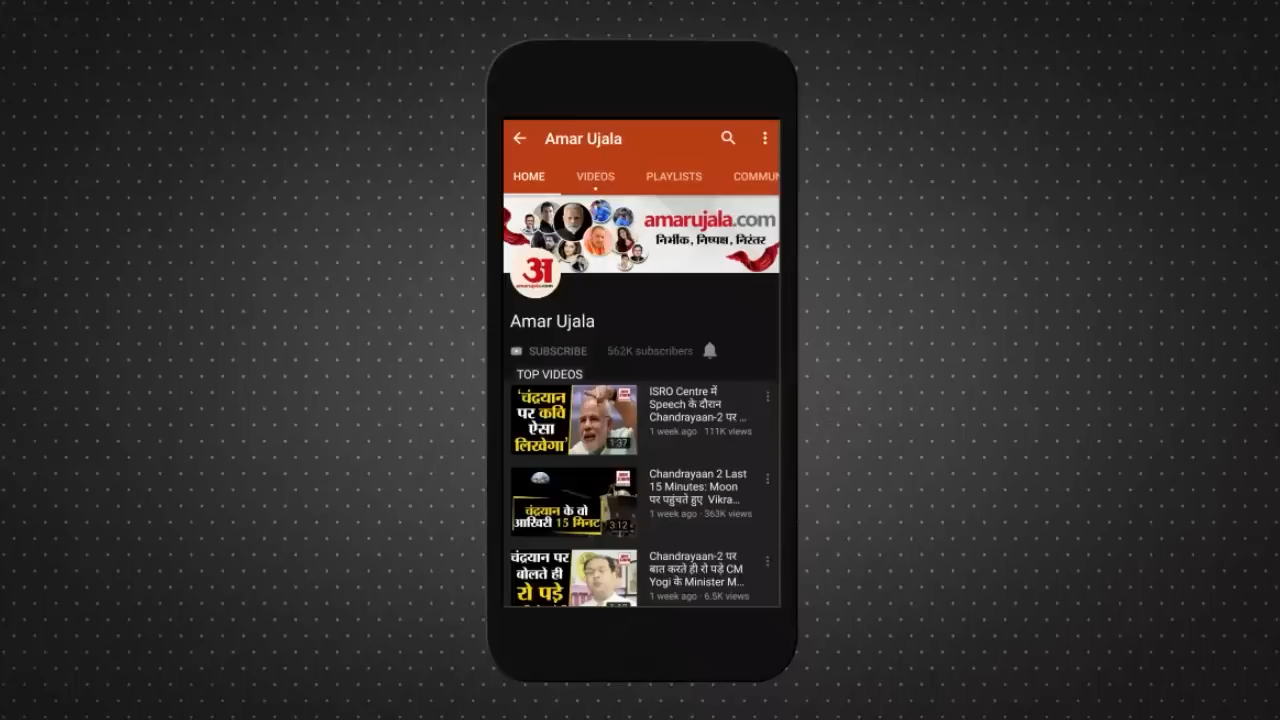 Amar Ujala
HOME VIDEOS PLAYLISTS COMMUN
amarujala.com
निर्भीक, निष्पक्ष, निरंतर
अ
amarujala.com
Amar Ujala
SUBSCRIBE 562K subscribers
TOP VIDEOS
'चंद्रयान
पर कवि
ऐसा
लिखेगा'
1:37
ISRO Centre में
Speech के दौरान
Chandrayaan-2 पर ...
1 week ago · 111K views
चंद्रयान के वो
आखिरी 15 मिनट
3:12
Chandrayaan 2 Last
15 Minutes: Moon
पर पहुंचते हुए Vikra...
1 week ago · 363K views
चंद्रयान पर
बोलते ही
रो पड़े
Chandrayaan-2 पर
बात करते ही रो पड़े CM
Yogi के Minister M...
1 week ago · 6.5K views